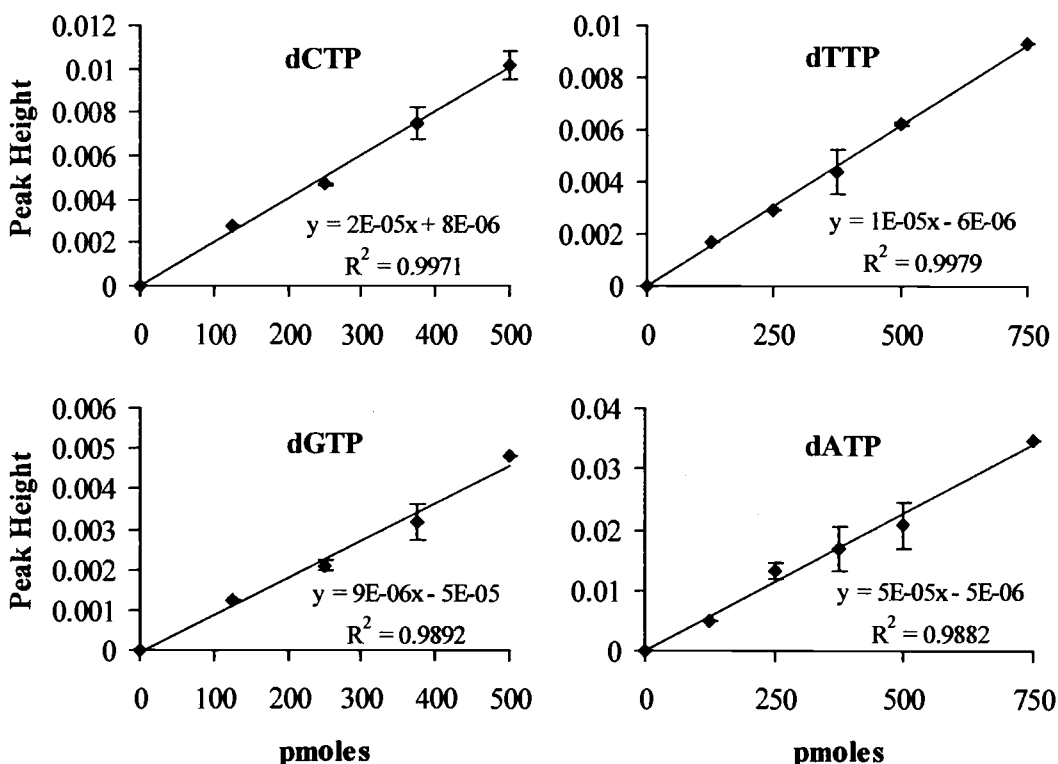 dCTP
Peak Height
0.012
0.01
0.008
0.006
0.004
0.002
0
y = 2E-05x + 8E-06
R² = 0.9971
0 100 200 300 400 500
dTTP
0.01
0.008
0.006
0.004
0.002
0
y = 1E-05x - 6E-06
R² = 0.9979
0 250 500 750
dGTP
Peak Height
0.006
0.005
0.004
0.003
0.002
0.001
0
y = 9E-06x - 5E-05
R² = 0.9892
0 100 200 300 400 500
pmoles
dATP
0.04
0.03
0.02
0.01
0
y = 5E-05x - 5E-06
R² = 0.9882
0 250 500 750
pmoles